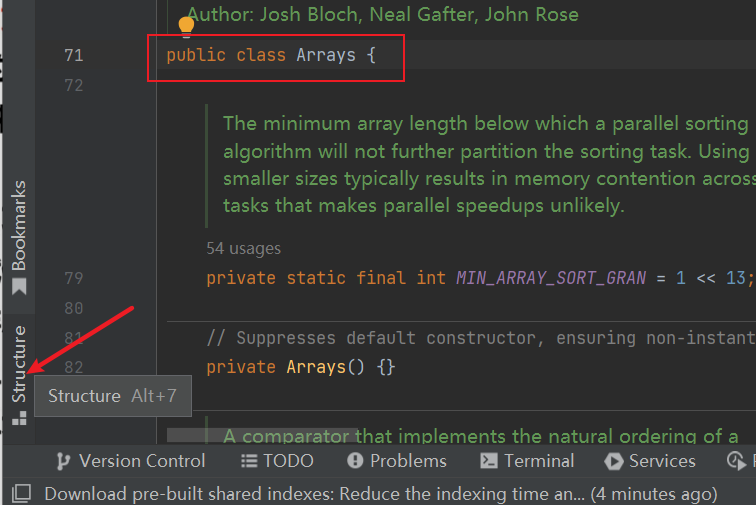 Author: Josh Bloch, Neal Gafter, John Rose
71 public class Arrays {
72
The minimum array length below which a parallel sorting
algorithm will not further partition the sorting task. Using
smaller sizes typically results in memory contention across
tasks that makes parallel speedups unlikely.
54 usages
79 private static final int MIN_ARRAY_SORT_GRAN = 1 << 13;
80
81 // Suppresses default constructor, ensuring non-instant
82 private Arrays() {}
A comparator that implements the natural ordering of a
Bookmarks
Structure
Structure Alt+7
Version Control TODO Problems Terminal Services
Download pre-built shared indexes: Reduce the indexing time an... (4 minutes ago)